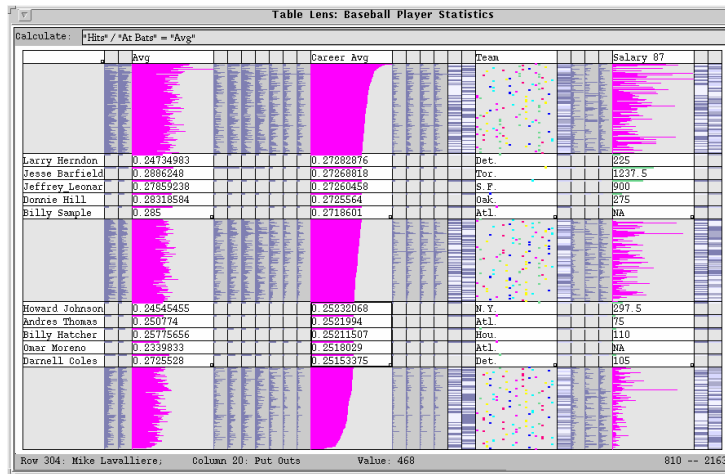 Table Lens: Baseball Player Statistics
Calculate: "Hits" / "At Bats" = "Avg"
Avg Career Avg Team Salary 87
Larry Herndon 0.24734983 0.27282876 Det. 225
Jesse Barfield 0.2886248 0.27268818 Tor. 1237.5
Jeffrey_Leonar 0.27859238 0.27260458 S.F. 900
Donnie Hill 0.28318584 0.2725564 Oak. 275
Billy Sample 0.285 0.2718601 Atl. NA
Howard Johnson 0.24545455 0.25232068 N.Y. 297.5
Andres Thomas 0.250774 0.2521994 Atl. 75
Billy Hatcher 0.25775656 0.25211507 Hou. 110
Omar Moreno 0.2339833 0.2518029 Atl. NA
Darnell Coles 0.2725528 0.25153375 Det. 105
Row 304: Mike Lavalliere; Column 20: Put Outs Value: 468 810 -- 2163